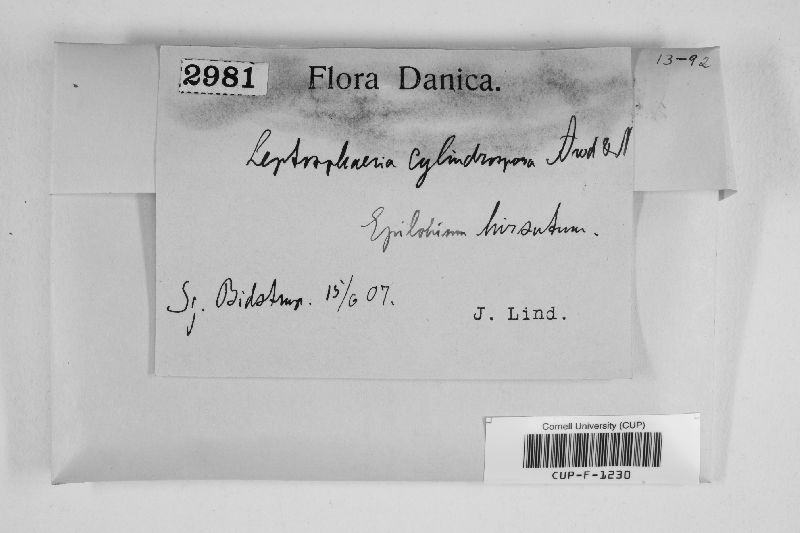 13-92
2981 Flora Danica.
Leptosphaeria cylindrospora Awd & N
Epilobium hirsutum.
Sj. Bidstrup. 15/6 07.
J. Lind.
Cornell University (CUP)
CUP-F-1230